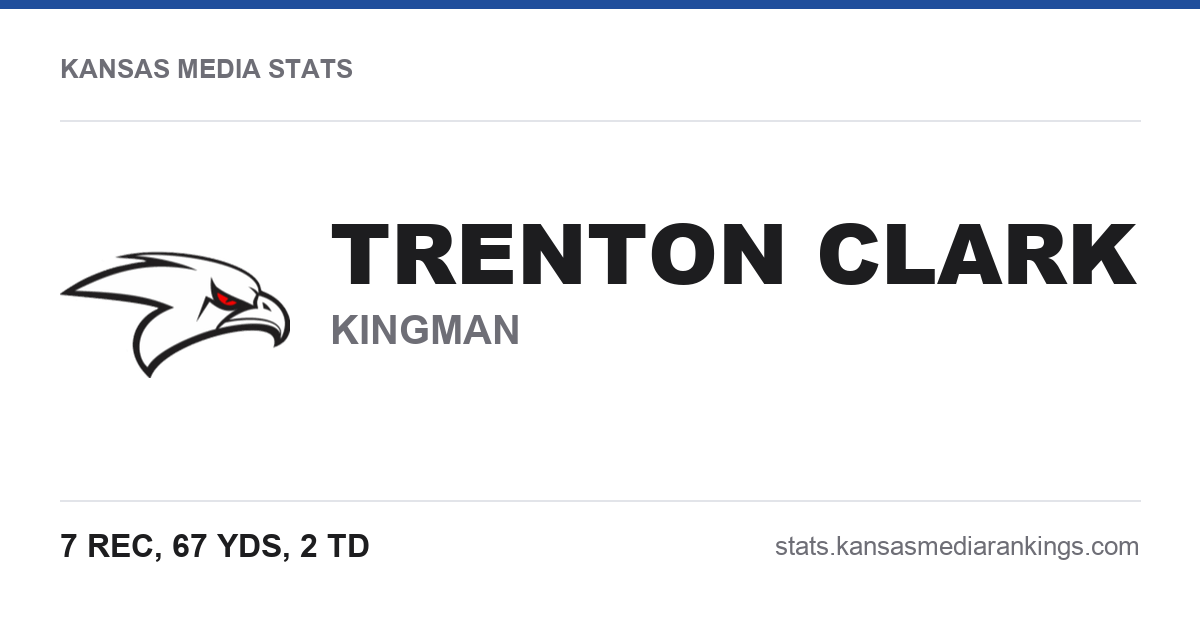 KANSAS MEDIA STATS
TRENTON CLARK
KINGMAN
7 REC, 67 YDS, 2 TD
stats.kansasmediarankings.com